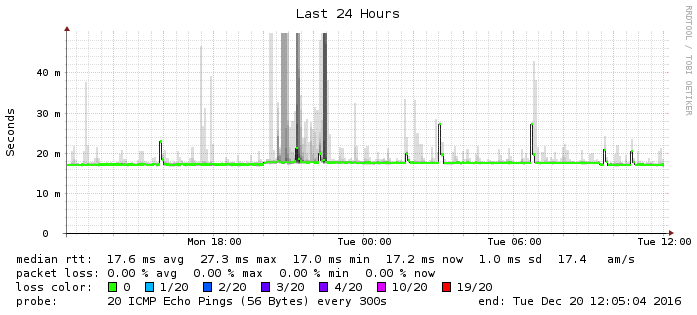 Last 24 Hours
RRDTOOL / TOBI OETIKER
Seconds
40 m
30 m
20 m
10 m
0
Mon 18:00 Tue 00:00 Tue 06:00 Tue 12:00
median rtt: 17.6 ms avg 27.3 ms max 17.0 ms min 17.2 ms now 1.0 ms sd 17.4 am/s
packet loss: 0.00 % avg 0.00 % max 0.00 % min 0.00 % now
loss color: 0 1/20 2/20 3/20 4/20 10/20 19/20
probe: 20 ICMP Echo Pings (56 Bytes) every 300s end: Tue Dec 20 12:05:04 2016